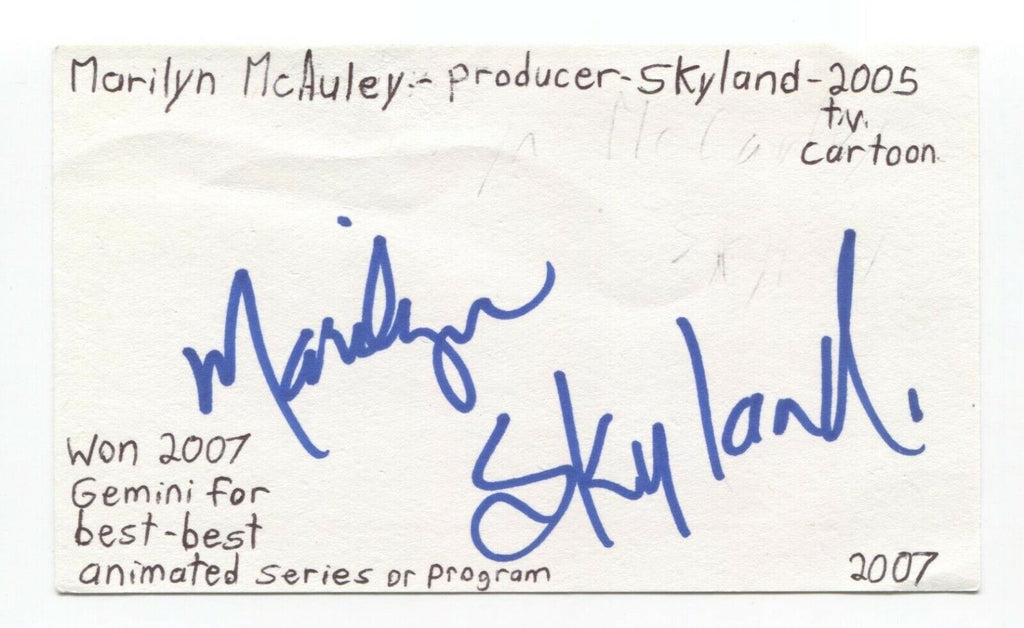 Marilyn McAuley - producer - Skyland - 2005
t.v.
cartoon
Marilyn
Skyland.
Won 2007
Gemini for
best-best
animated series or program
2007